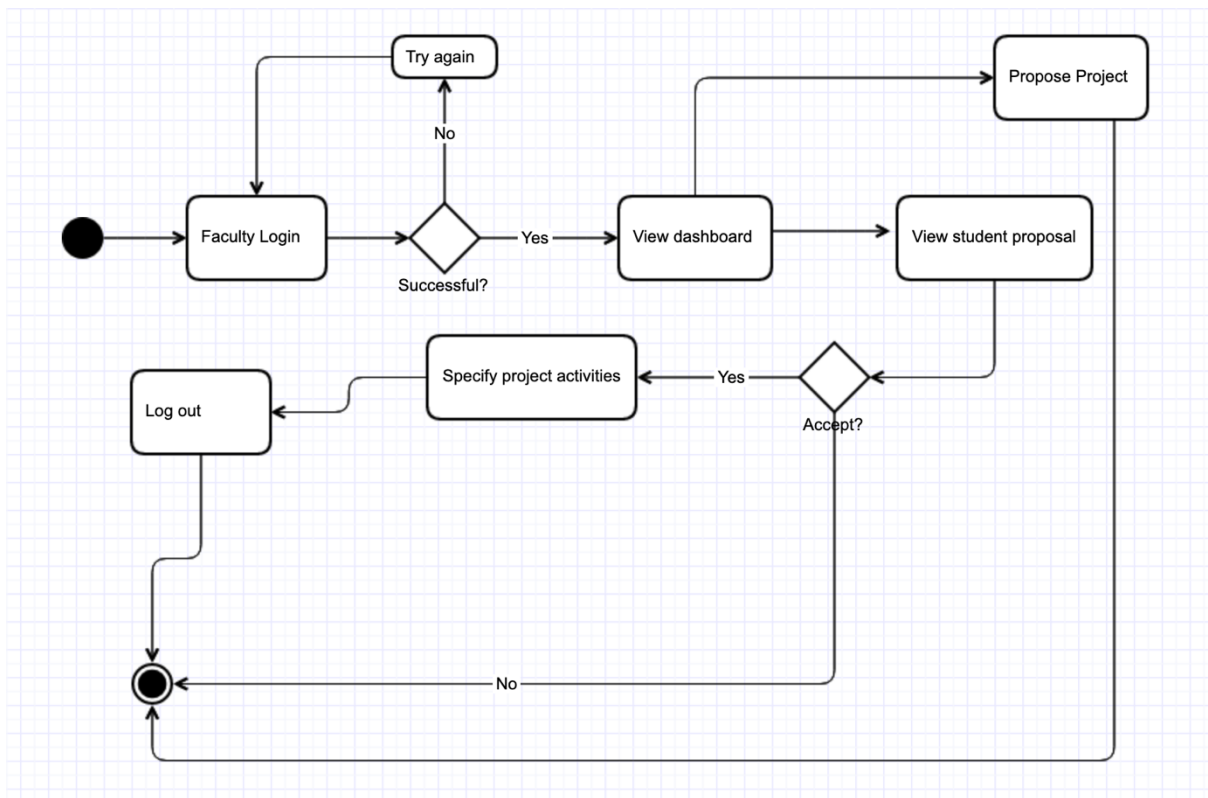 Try again
Propose Project
No
Faculty Login
Yes
View dashboard
View student proposal
Successful?
Specify project activities
Yes
Log out
Accept?
No